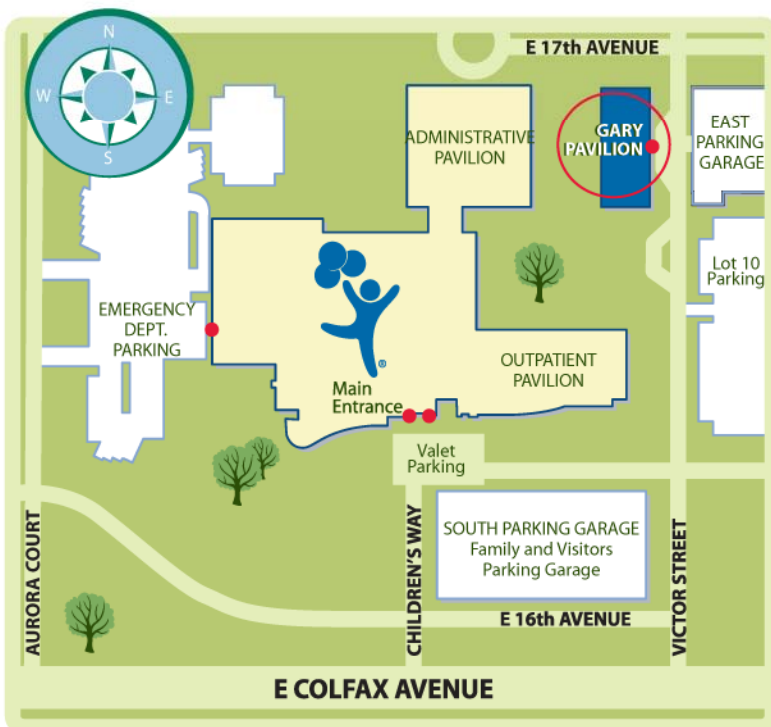 N
W E
S
E 17th AVENUE
ADMINISTRATIVE
PAVILION
GARY
PAVILION
EAST
PARKING
GARAGE
Lot 10
Parking
EMERGENCY
DEPT.
PARKING
®
OUTPATIENT
PAVILION
Main
Entrance
Valet
Parking
AURORA COURT
CHILDREN'S WAY
SOUTH PARKING GARAGE
Family and Visitors
Parking Garage
VICTOR STREET
E 16th AVENUE
E COLFAX AVENUE